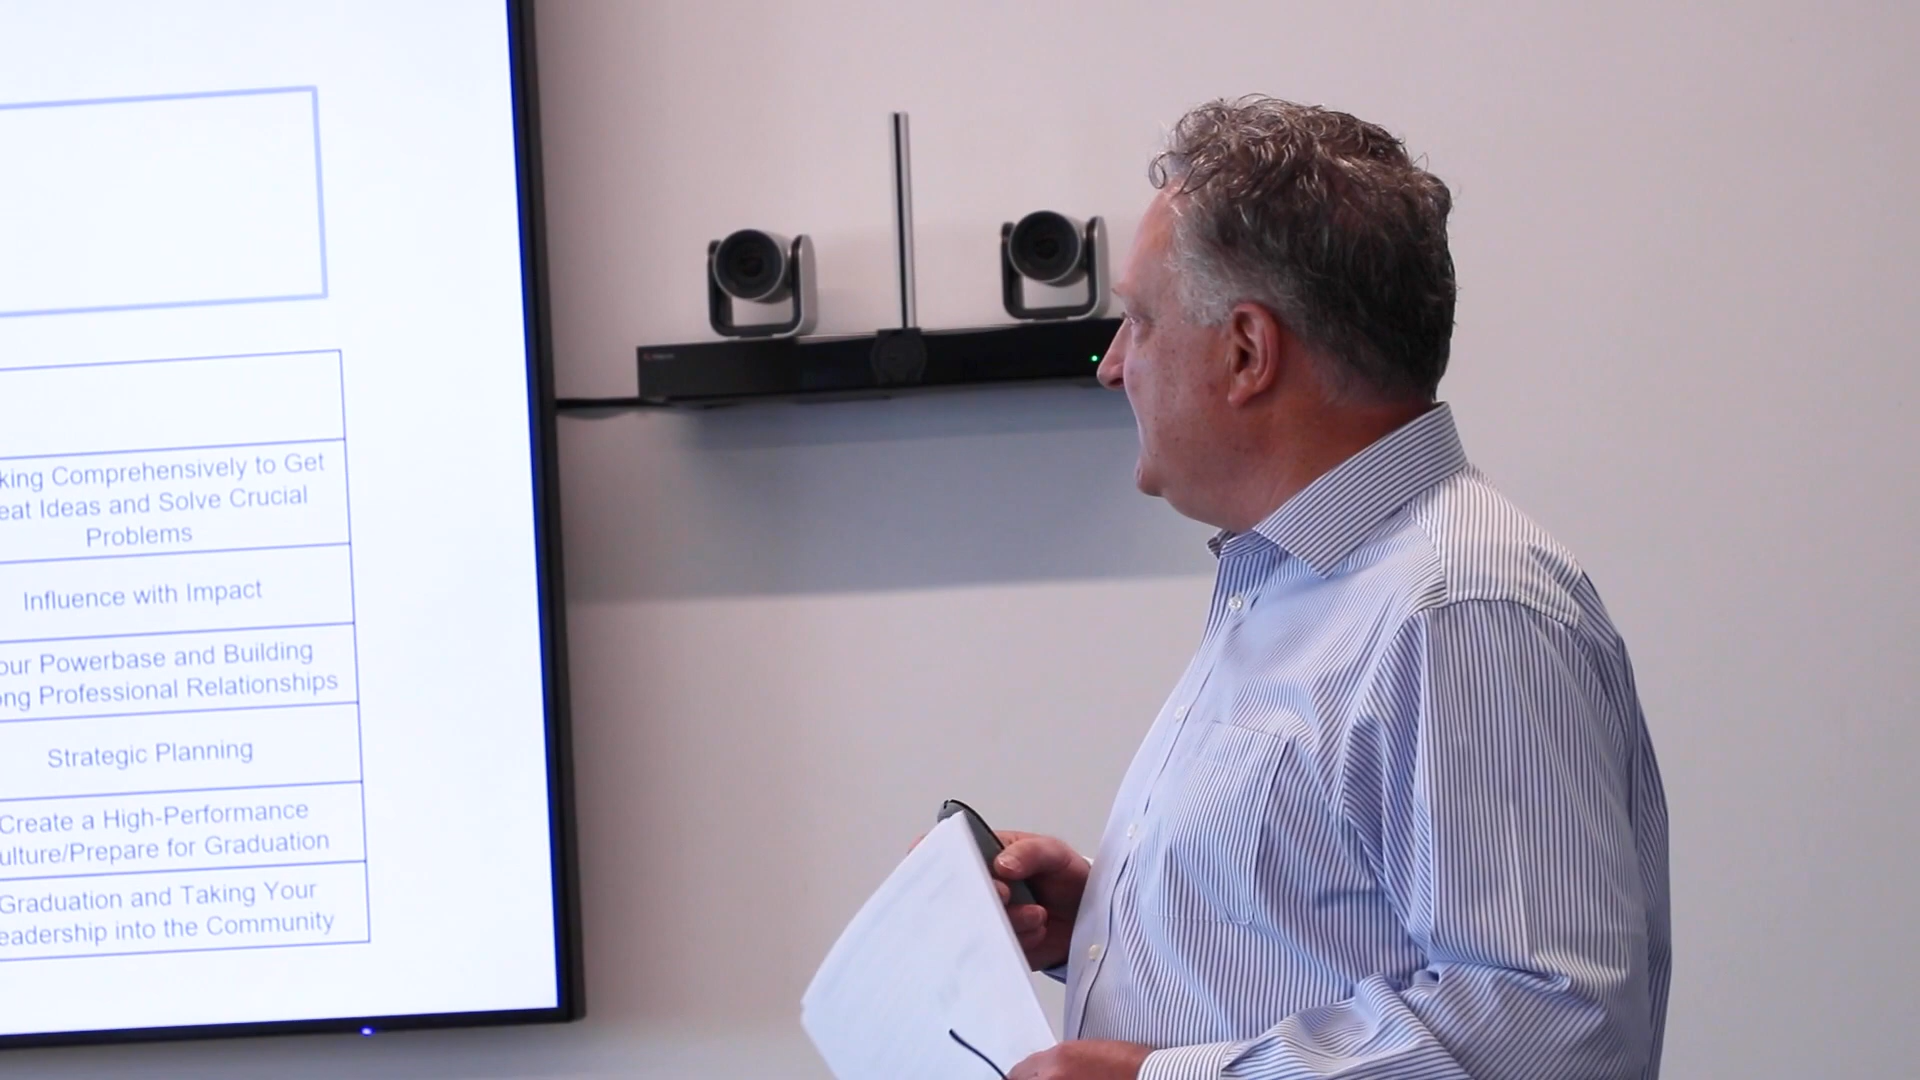 king Comprehensively to Get
eat Ideas and Solve Crucial
Problems
Influence with Impact
our Powerbase and Building
ong Professional Relationships
Strategic Planning
Create a High-Performance
ulture/Prepare for Graduation
Graduation and Taking Your
eadership into the Community